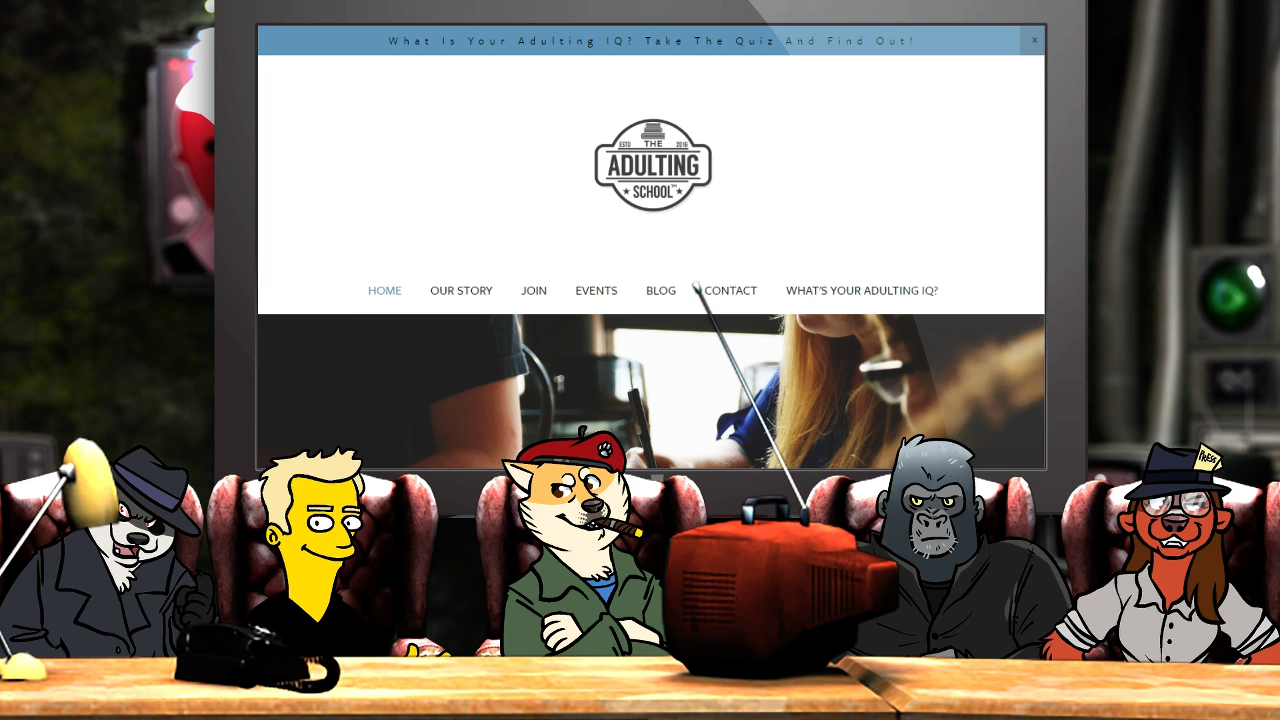 What Is Your Adulting IQ? Take The Quiz And Find Out! ×
ESTD THE 2016
ADULTING
SCHOOL™
HOME OUR STORY JOIN EVENTS BLOG CONTACT WHAT'S YOUR ADULTING IQ?
PRESS